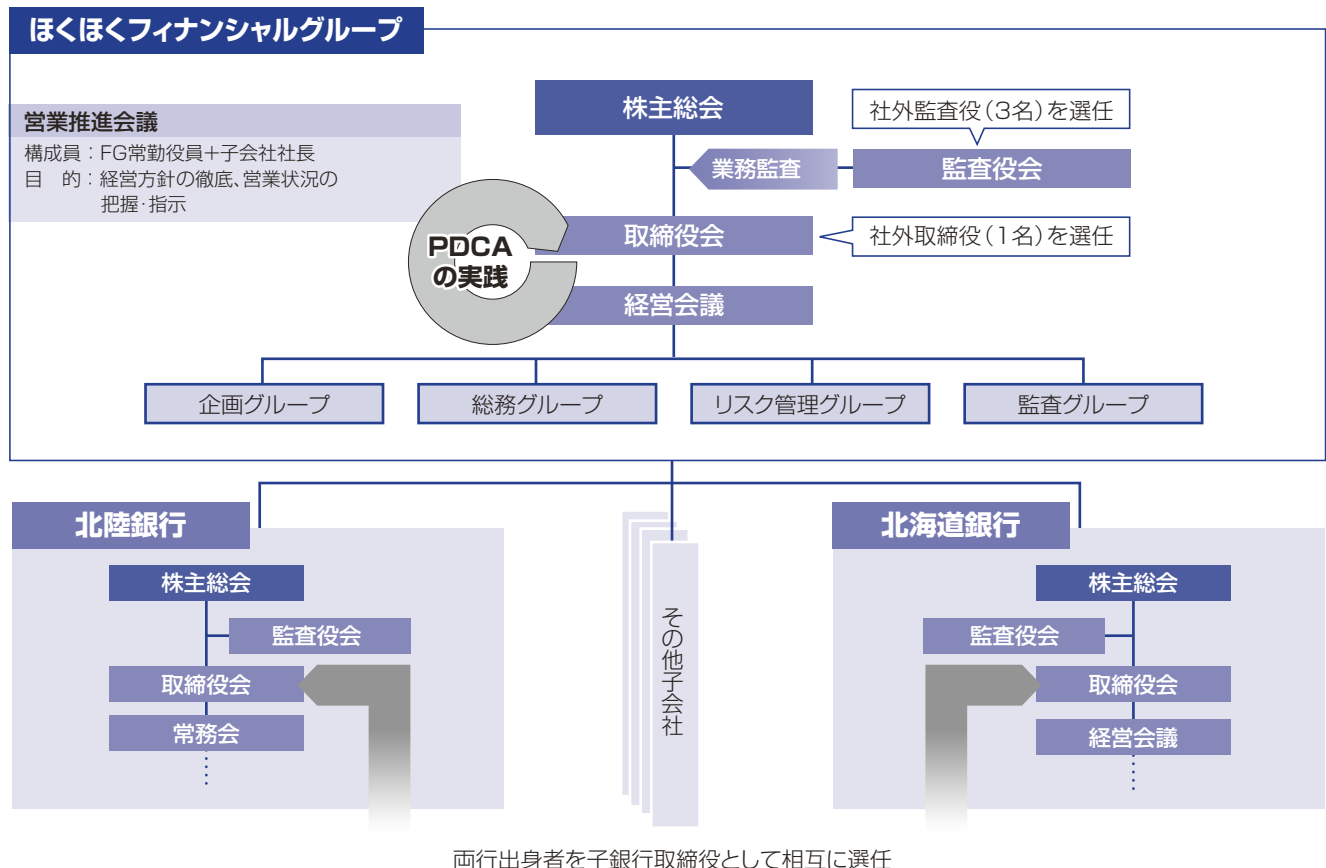 ほくほくフィナンシャルグループ
営業推進会議
構成員：FG常勤役員＋子会社社長
目　的：経営方針の徹底、営業状況の
把握・指示
株主総会
社外監査役（3名）を選任
業務監査
監査役会
PDCA
の実践
取締役会
社外取締役（1名）を選任
経営会議
企画グループ
総務グループ
リスク管理グループ
監査グループ
北陸銀行
株主総会
監査役会
取締役会
常務会
その他子会社
北海道銀行
株主総会
監査役会
取締役会
経営会議
両行出身者を子銀行取締役として相互に選任